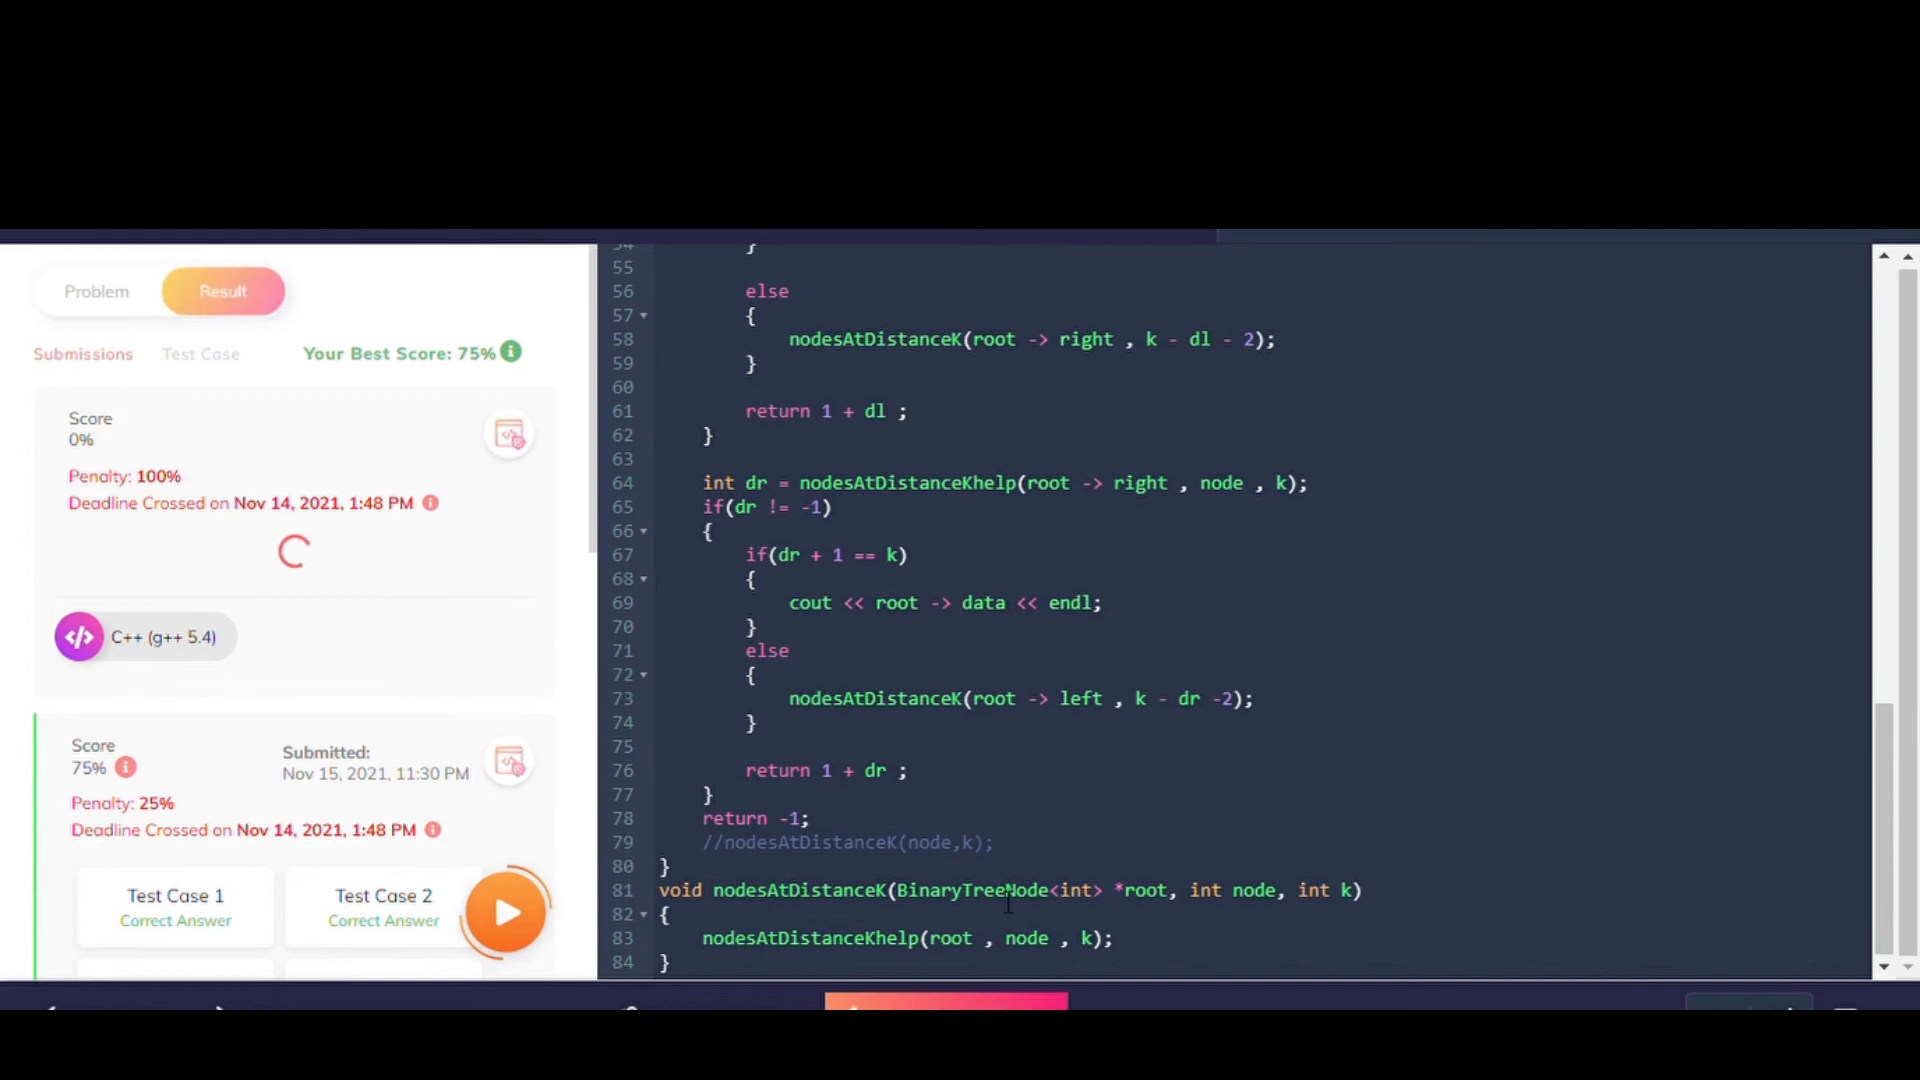 Problem
Result
Submissions
Test Case
Your Best Score: 75%
Score
0%
Penalty: 100%
Deadline Crossed on Nov 14, 2021, 1:48 PM
C++ (g++ 5.4)
Score
75%
Submitted:
Nov 15, 2021, 11:30 PM
Penalty: 25%
Deadline Crossed on Nov 14, 2021, 1:48 PM
Test Case 1
Correct Answer
Test Case 2
Correct Answer
54 }
55
56 else
57 {
58 nodesAtDistanceK(root -> right , k - dl - 2);
59 }
60
61 return 1 + dl ;
62 }
63
64 int dr = nodesAtDistanceKhelp(root -> right , node , k);
65 if(dr != -1)
66 {
67 if(dr + 1 == k)
68 {
69 cout << root -> data << endl;
70 }
71 else
72 {
73 nodesAtDistanceK(root -> left , k - dr -2);
74 }
75
76 return 1 + dr ;
77 }
78 return -1;
79 //nodesAtDistanceK(node,k);
80 }
81 void nodesAtDistanceK(BinaryTreeNode<int> *root, int node, int k)
82 {
83 nodesAtDistanceKhelp(root , node , k);
84 }